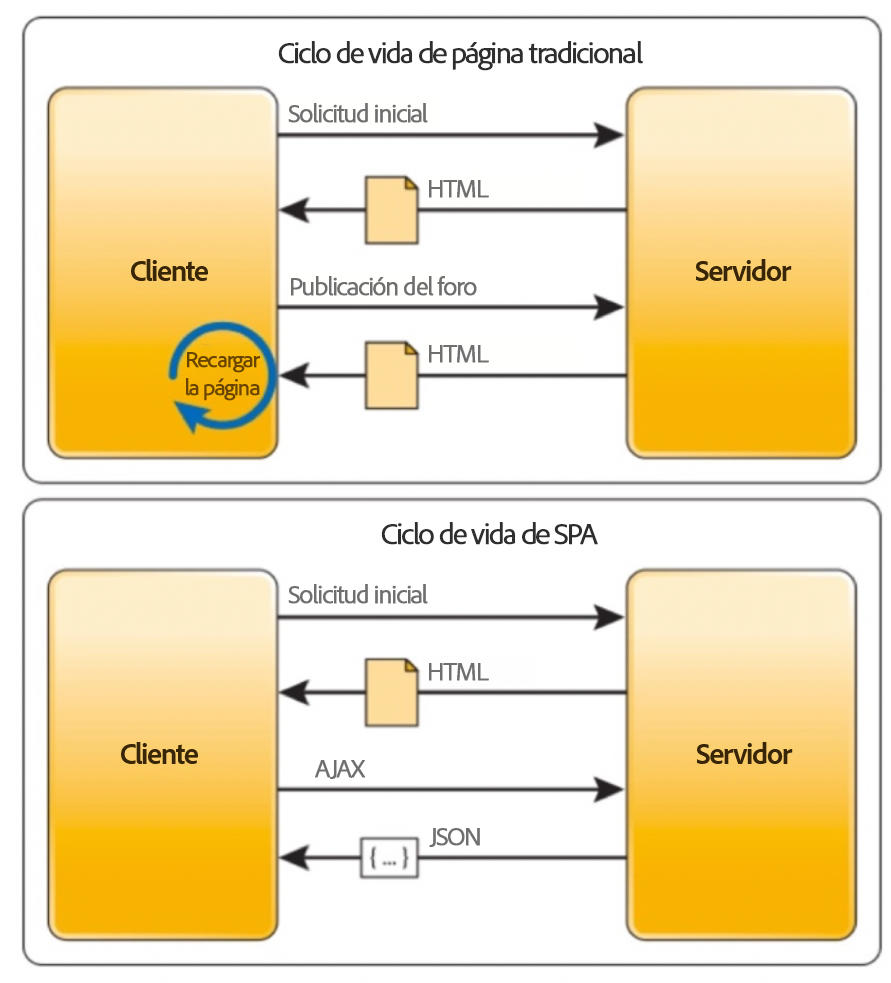 Ciclo de vida de página tradicional
Solicitud inicial
HTML
Cliente
Servidor
Publicación del foro
HTML
Recargar
la página
Ciclo de vida de SPA
Solicitud inicial
HTML
Cliente
Servidor
AJAX
JSON
{ ... }